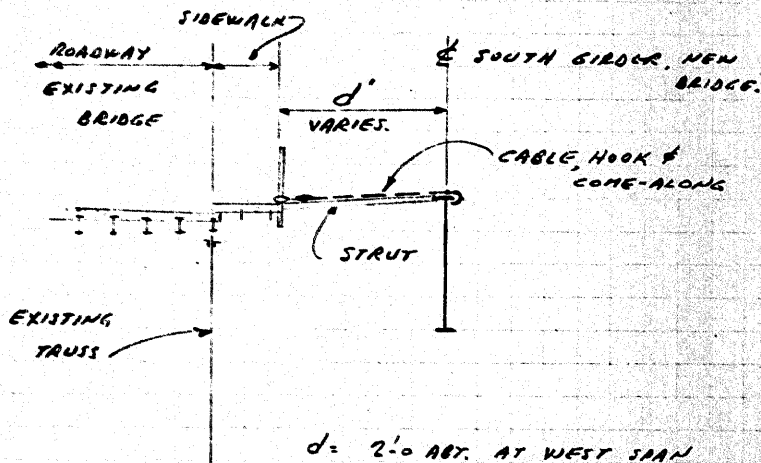 SIDEWALK
ROADWAY
EXISTING
BRIDGE
℄ SOUTH GIRDER, NEW
BRIDGE.
d'
VARIES.
CABLE, HOOK &
COME-ALONG
STRUT
EXISTING
TRUSS
d = 2'-0 ABT. AT WEST SPAN